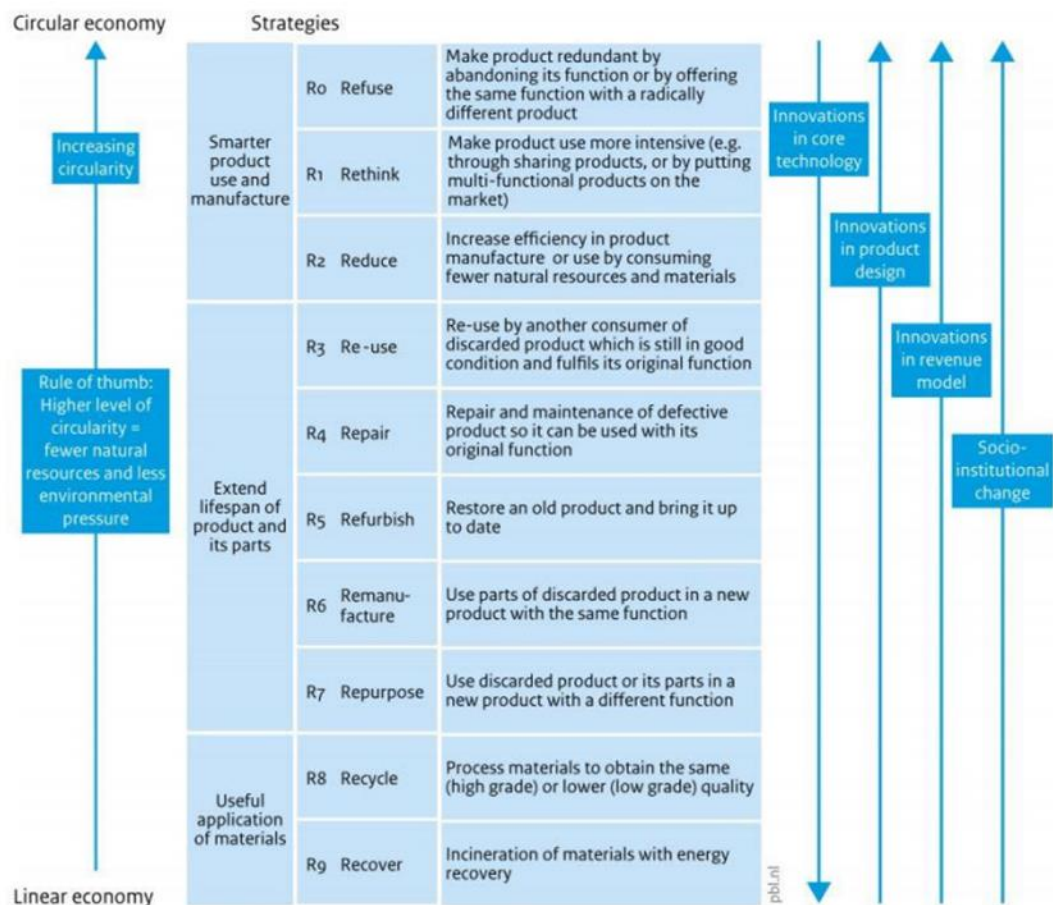 Circular economy
Strategies
Increasing
circularity
Rule of thumb:
Higher level of
circularity =
fewer natural
resources and less
environmental
pressure
Linear economy
Smarter
product
use and
manufacture
R0 Refuse
Make product redundant by
abandoning its function or by offering
the same function with a radically
different product
R1 Rethink
Make product use more intensive (e.g.
through sharing products, or by putting
multi-functional products on the
market)
R2 Reduce
Increase efficiency in product
manufacture or use by consuming
fewer natural resources and materials
Extend
lifespan of
product and
its parts
R3 Re-use
Re-use by another consumer of
discarded product which is still in good
condition and fulfils its original function
R4 Repair
Repair and maintenance of defective
product so it can be used with its
original function
R5 Refurbish
Restore an old product and bring it up
to date
R6 Remanu-
facture
Use parts of discarded product in a new
product with the same function
R7 Repurpose
Use discarded product or its parts in a
new product with a different function
Useful
application
of materials
R8 Recycle
Process materials to obtain the same
(high grade) or lower (low grade) quality
R9 Recover
Incineration of materials with energy
recovery
Innovations
in core
technology
Innovations
in product
design
Innovations
in revenue
model
Socio-
institutional
change
pbl.nl